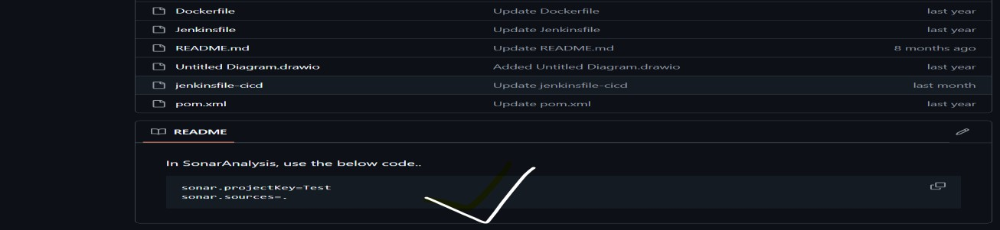 Dockerfile Update Dockerfile last year
Jenkinsfile Update Jenkinsfile last year
README.md Update README.md 8 months ago
Untitled Diagram.drawio Added Untitled Diagram.drawio last year
jenkinsfile-cicd Update jenkinsfile-cicd last month
pom.xml Update pom.xml last year
README
In SonarAnalysis, use the below code..
sonar.projectKey=Test
sonar.sources=.